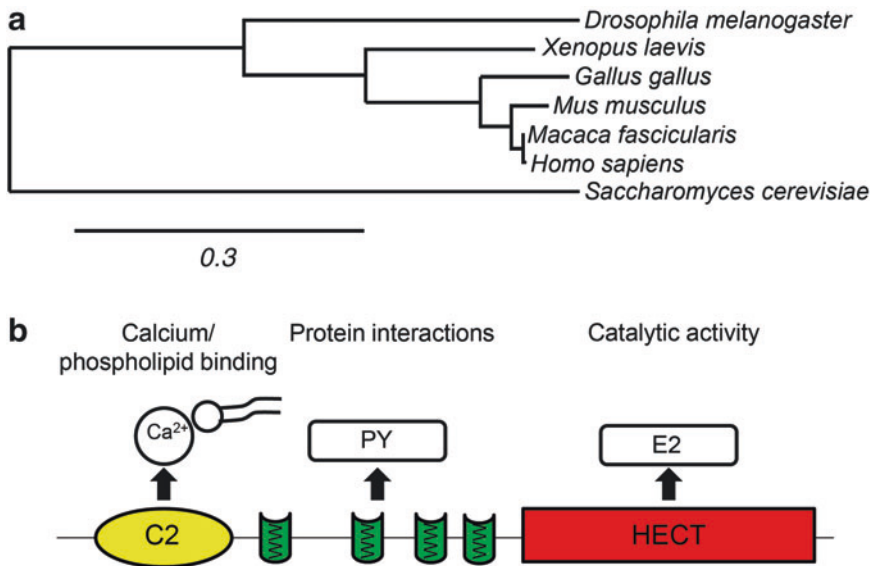 a
Drosophila melanogaster
Xenopus laevis
Gallus gallus
Mus musculus
Macaca fascicularis
Homo sapiens
Saccharomyces cerevisiae
0.3
b
Calcium/
phospholipid binding
Protein interactions
Catalytic activity
Ca²⁺
PY
E2
C2
HECT